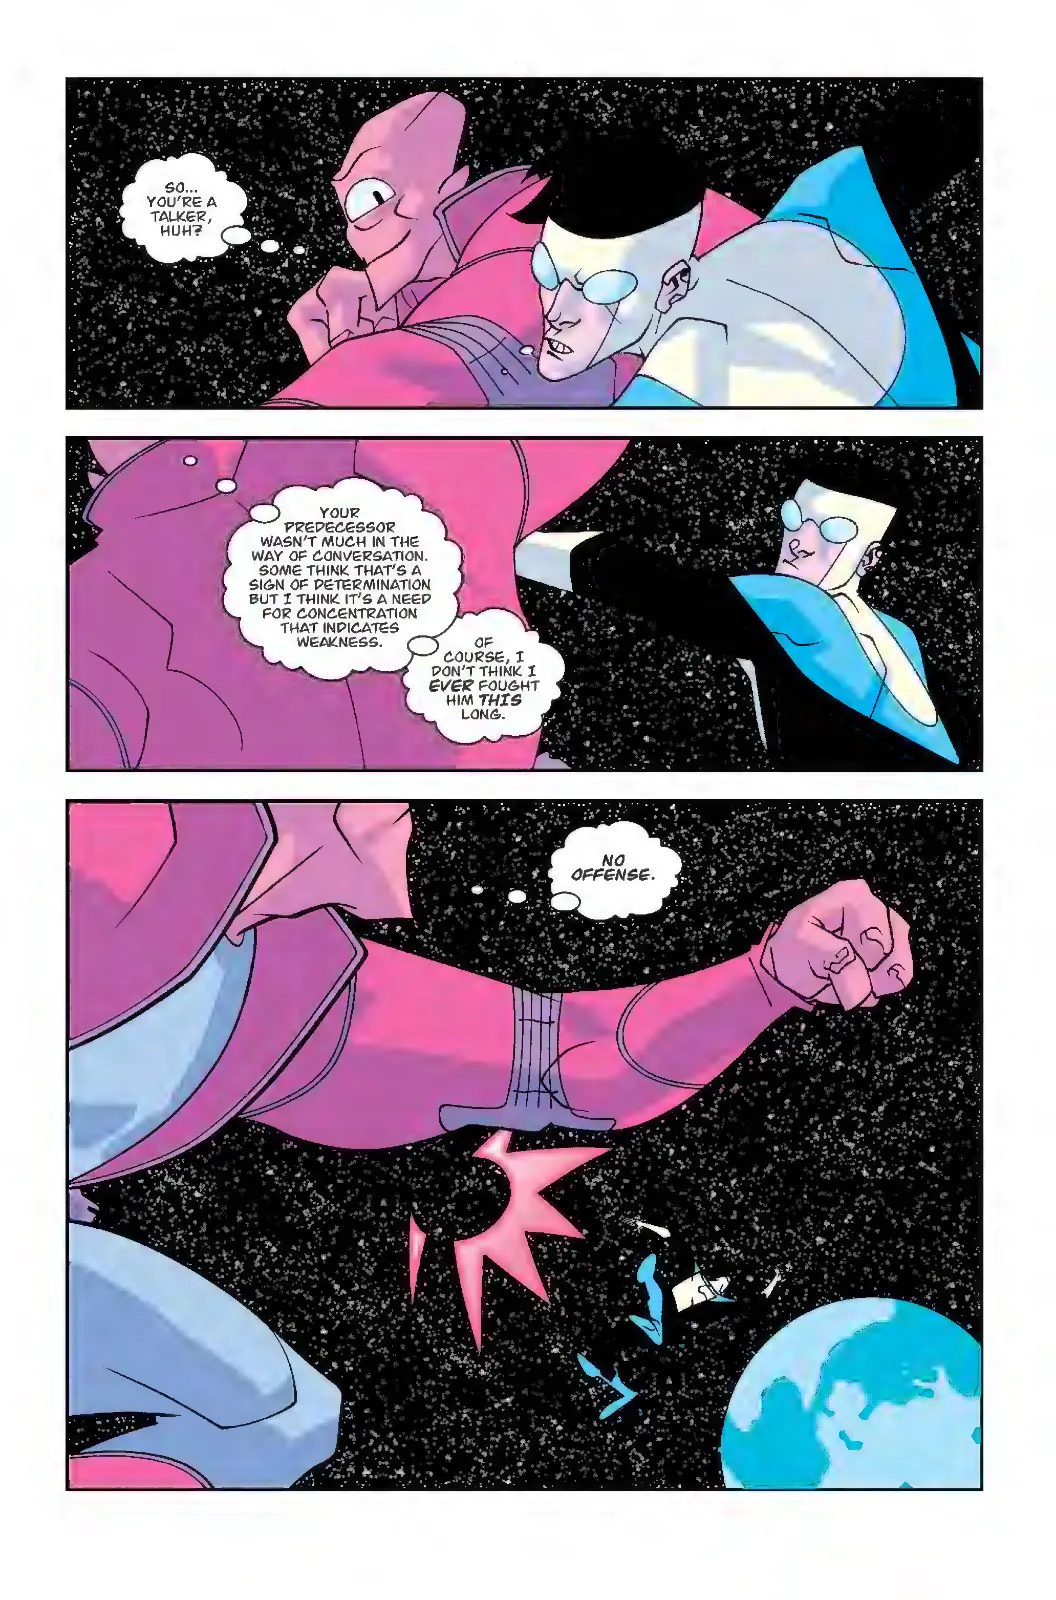 SO...
YOU'RE A
TALKER,
HUH?
YOUR
PREDECESSOR
WASN'T MUCH IN THE
WAY OF CONVERSATION.
SOME THINK THAT'S A
SIGN OF DETERMINATION
BUT I THINK IT'S A NEED
FOR CONCENTRATION
THAT INDICATES
WEAKNESS.
OF
COURSE, I
DON'T THINK I
EVER FOUGHT
HIM THIS
LONG.
NO
OFFENSE.